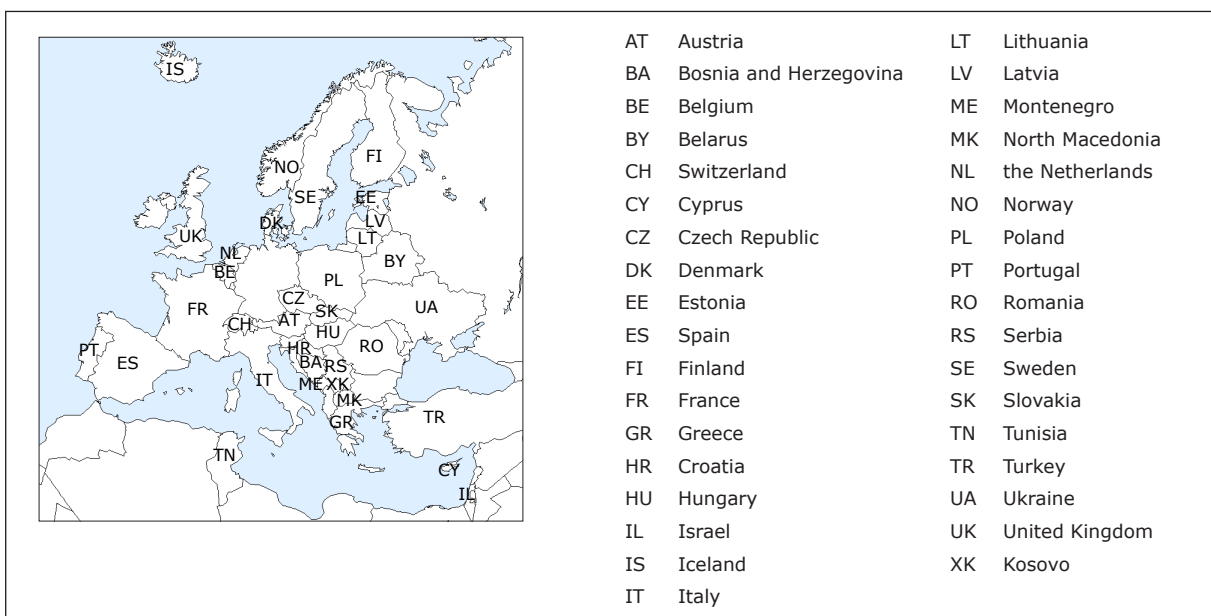 IS
NO
FI
SE
EE
LV
DK
LT
UK
NL
BY
BE
PL
CZ
SK
UA
FR
AT
CH
HU
HR
RO
PT
ES
BA
RS
IT
ME
XK
MK
GR
TR
TN
CY
IL
AT Austria
BA Bosnia and Herzegovina
BE Belgium
BY Belarus
CH Switzerland
CY Cyprus
CZ Czech Republic
DK Denmark
EE Estonia
ES Spain
FI Finland
FR France
GR Greece
HR Croatia
HU Hungary
IL Israel
IS Iceland
IT Italy
LT Lithuania
LV Latvia
ME Montenegro
MK North Macedonia
NL the Netherlands
NO Norway
PL Poland
PT Portugal
RO Romania
RS Serbia
SE Sweden
SK Slovakia
TN Tunisia
TR Turkey
UA Ukraine
UK United Kingdom
XK Kosovo